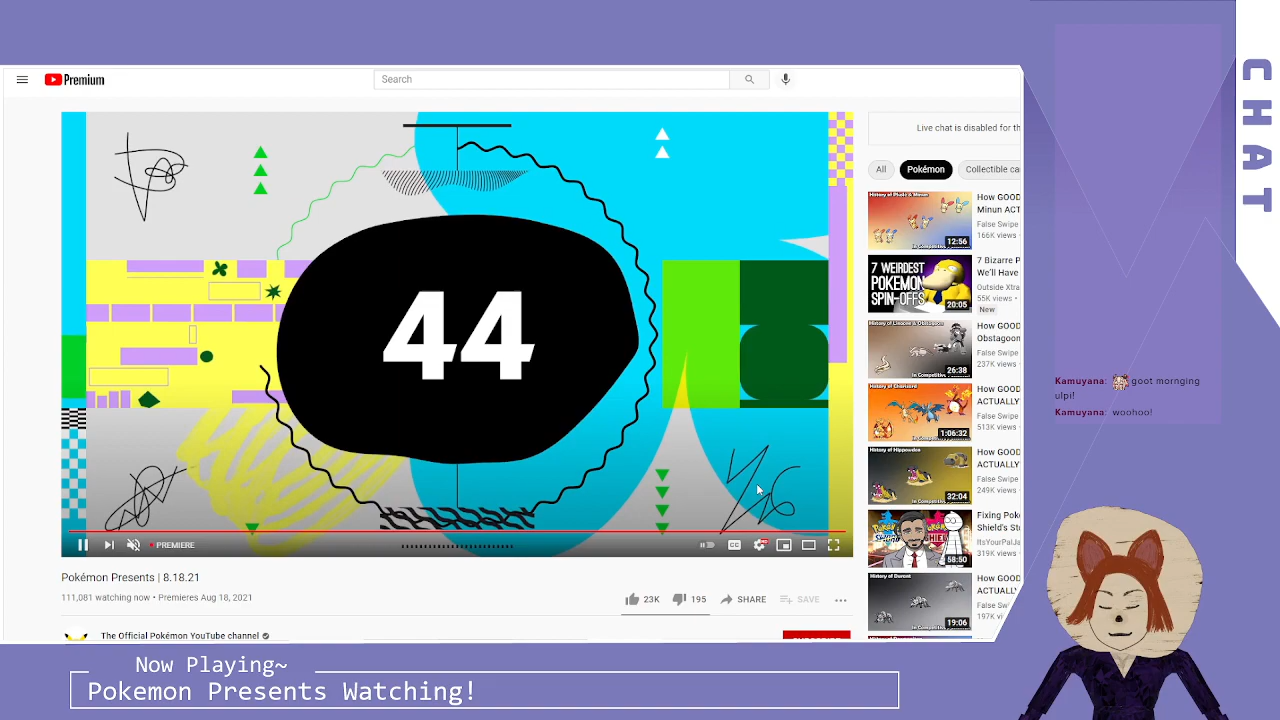 Premium
Search
44
PREMIERE
Pokémon Presents | 8.18.21
111,081 watching now • Premieres Aug 18, 2021
23K
195
SHARE
SAVE
The Official Pokémon YouTube channel
Live chat is disabled for th
All
Pokémon
Collectible ca
How GOOD
Minun ACT
False Swipe
166K views
12:56
7 WEIRDEST
POKEMON
SPIN-OFFS
20:05
7 Bizarre P
We'll Have
Outside Xtra
55K views •
New
How GOOD
Obstagoon
False Swipe
237K views
26:38
How GOOD
ACTUALLY
False Swipe
513K views
1:06:32
How GOOD
ACTUALLY
False Swipe
249K views
32:04
Fixing Poke
Shield's Sto
ItsYourPalJa
319K views
58:50
How GOOD
ACTUALLY
False Swipe
197K vi
19:06
CHAT
Kamuyana: goot mornging
ulpi!
Kamuyana: woohoo!
Now Playing~
Pokemon Presents Watching!